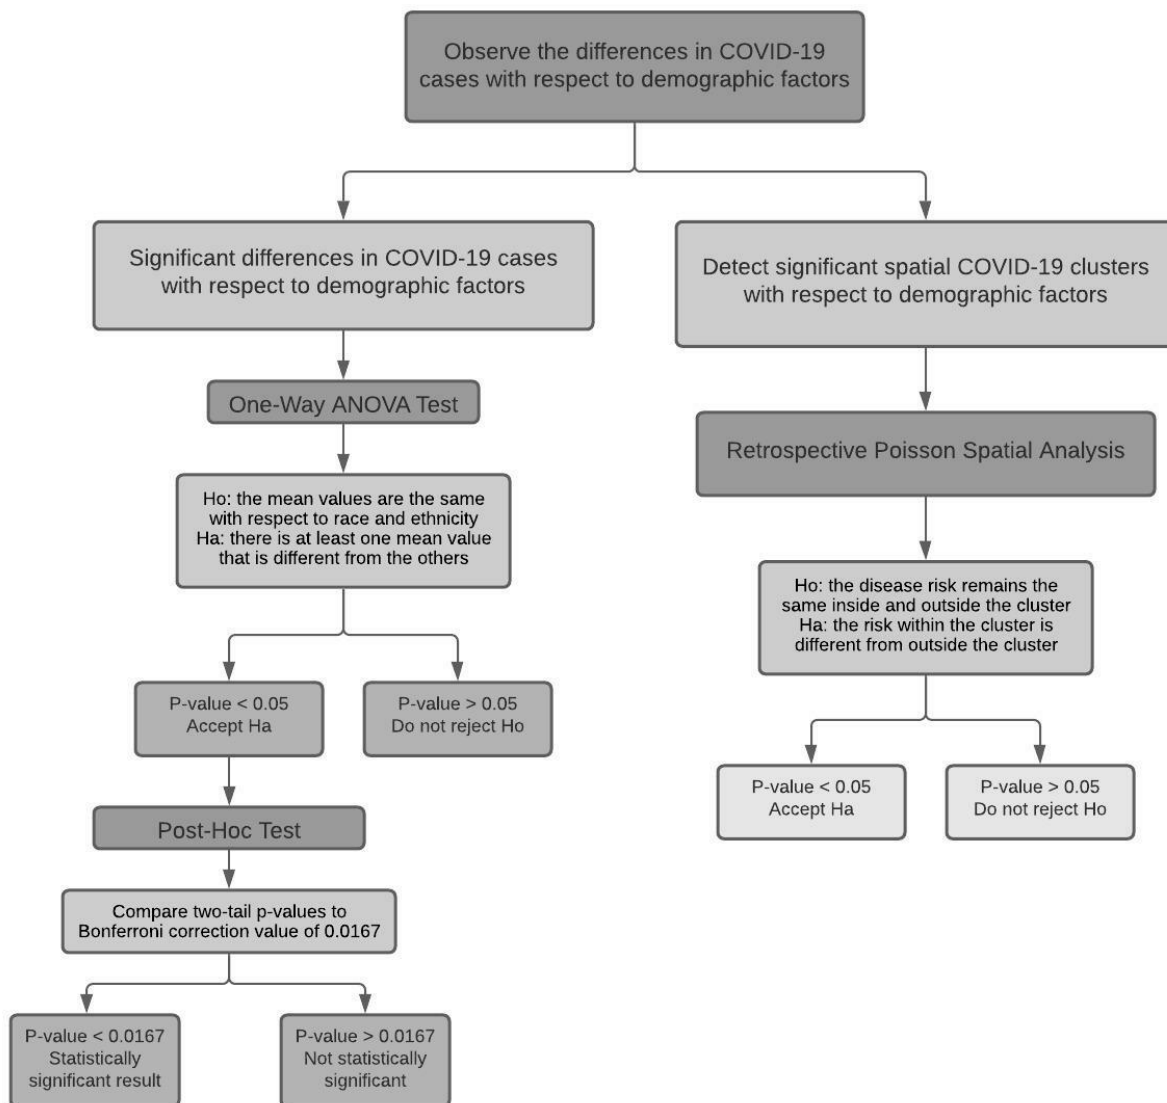 Observe the differences in COVID-19
cases with respect to demographic factors
Significant differences in COVID-19 cases
with respect to demographic factors
One-Way ANOVA Test
Ho: the mean values are the same
with respect to race and ethnicity
Ha: there is at least one mean value
that is different from the others
P-value < 0.05
Accept Ha
P-value > 0.05
Do not reject Ho
Post-Hoc Test
Compare two-tail p-values to
Bonferroni correction value of 0.0167
P-value < 0.0167
Statistically
significant result
P-value > 0.0167
Not statistically
significant
Detect significant spatial COVID-19 clusters
with respect to demographic factors
Retrospective Poisson Spatial Analysis
Ho: the disease risk remains the
same inside and outside the cluster
Ha: the risk within the cluster is
different from outside the cluster
P-value < 0.05
Accept Ha
P-value > 0.05
Do not reject Ho